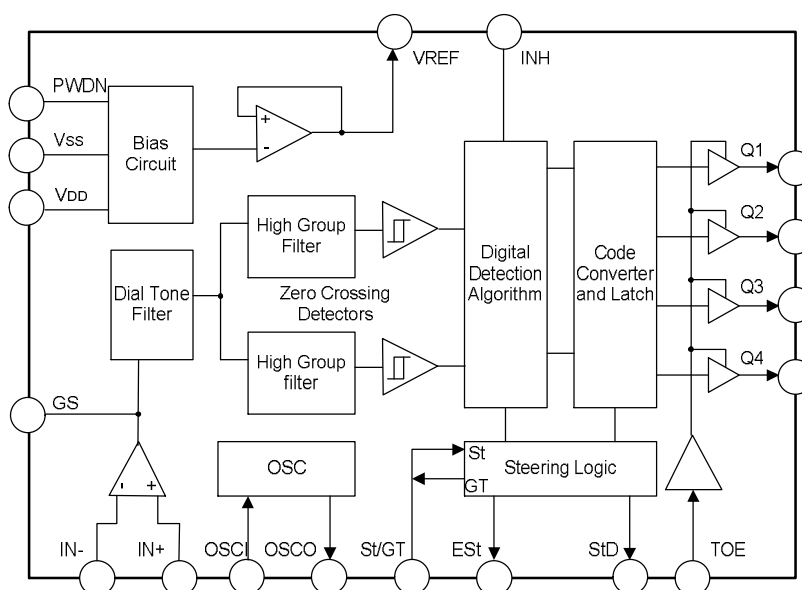 VREF
INH
PWDN
VSS
VDD
Bias
Circuit
+
-
Q1
Q2
Q3
Q4
High Group
Filter
Digital
Detection
Algorithm
Code
Converter
and Latch
Dial Tone
Filter
Zero Crossing
Detectors
High Group
filter
GS
- +
OSC
St
GT
Steering Logic
IN-
IN+
OSCI
OSCO
St/GT
ESt
StD
TOE